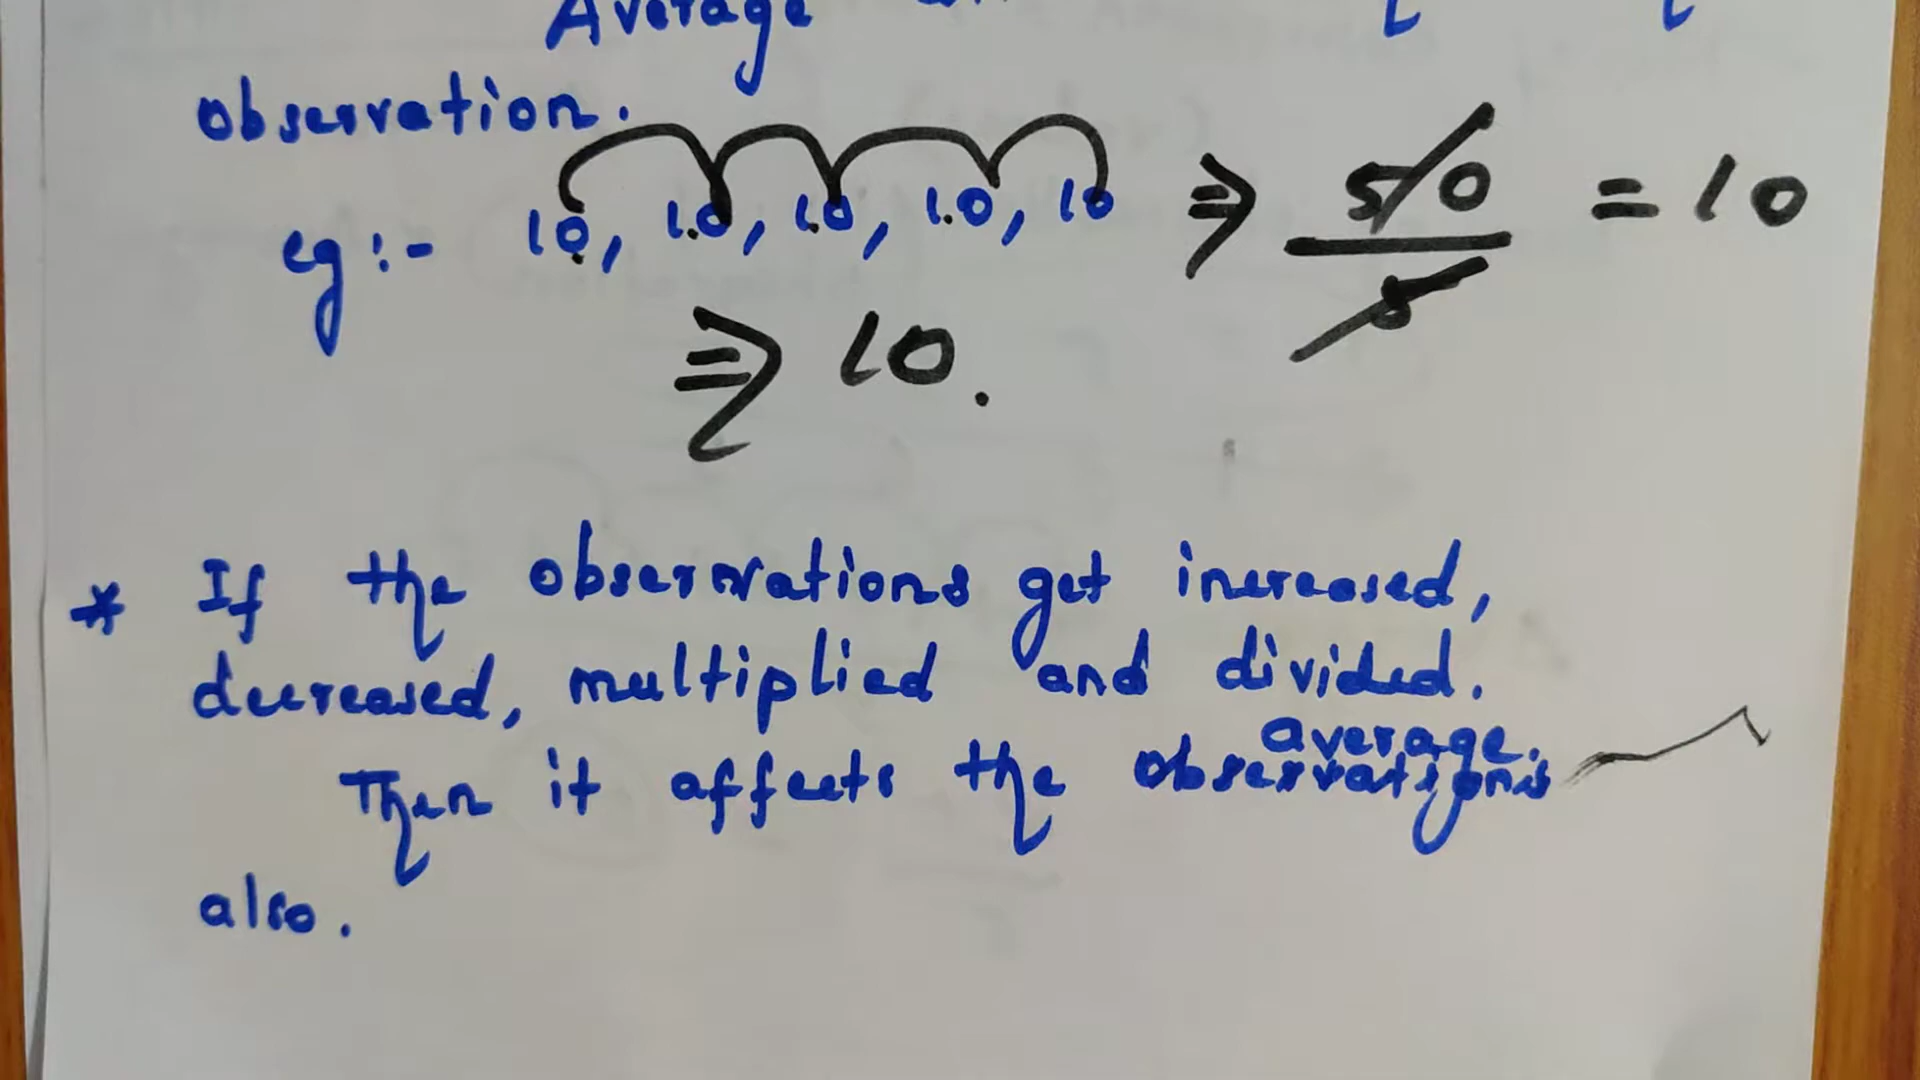 Average
observation.
eg:- 10, 10, 10, 10, 10 ⇒ 50/5 = 10
⇒ 10.
* If the observations get increased,
decreased, multiplied and divided.
average.
Then it affects the observations
also.